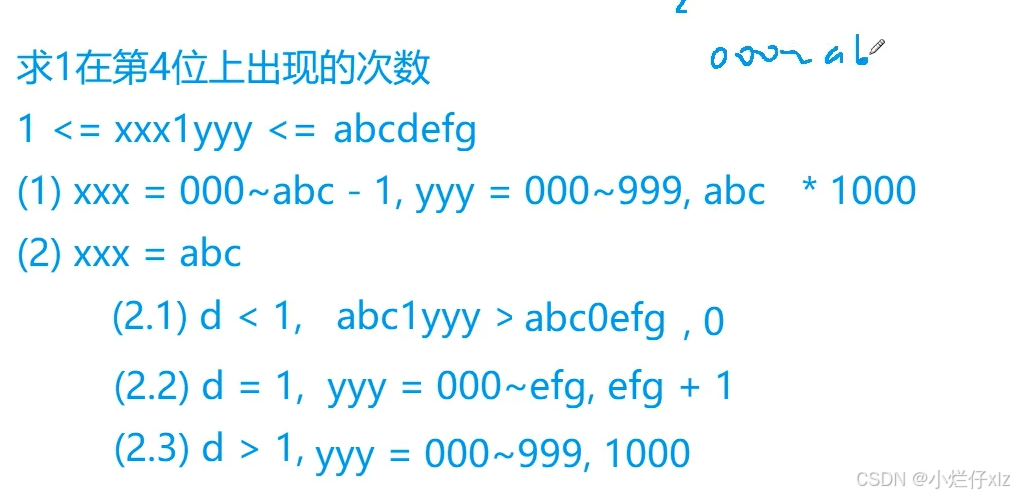 2
000~ab
求1在第4位上出现的次数
1 <= xxx1yyy <= abcdefg
(1) xxx = 000~abc - 1, yyy = 000~999, abc * 1000
(2) xxx = abc
(2.1) d < 1, abc1yyy > abc0efg , 0
(2.2) d = 1, yyy = 000~efg, efg + 1
(2.3) d > 1, yyy = 000~999, 1000
CSDN @小烂仔xlz